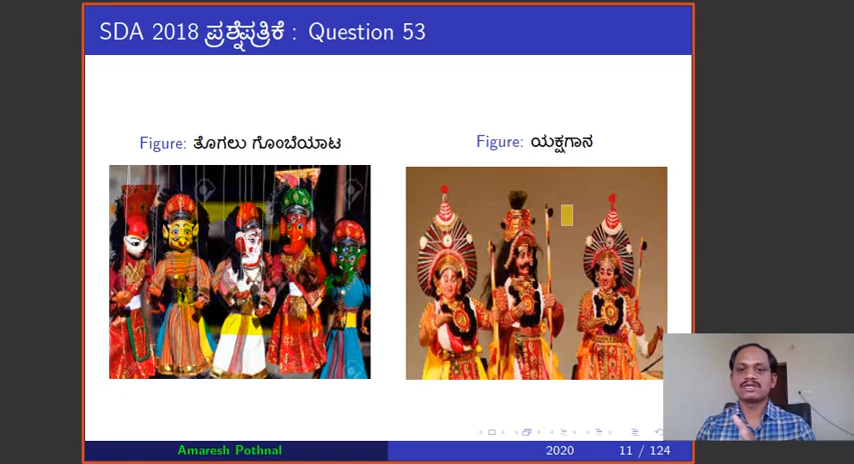 SDA 2018 ಪ್ರಶ್ನೆಪತ್ರಿಕೆ : Question 53
Figure: ತೊಗಲು ಗೊಂಬೆಯಾಟ
Figure: ಯಕ್ಷಗಾನ
Amaresh Pothnal
2020
11 / 124